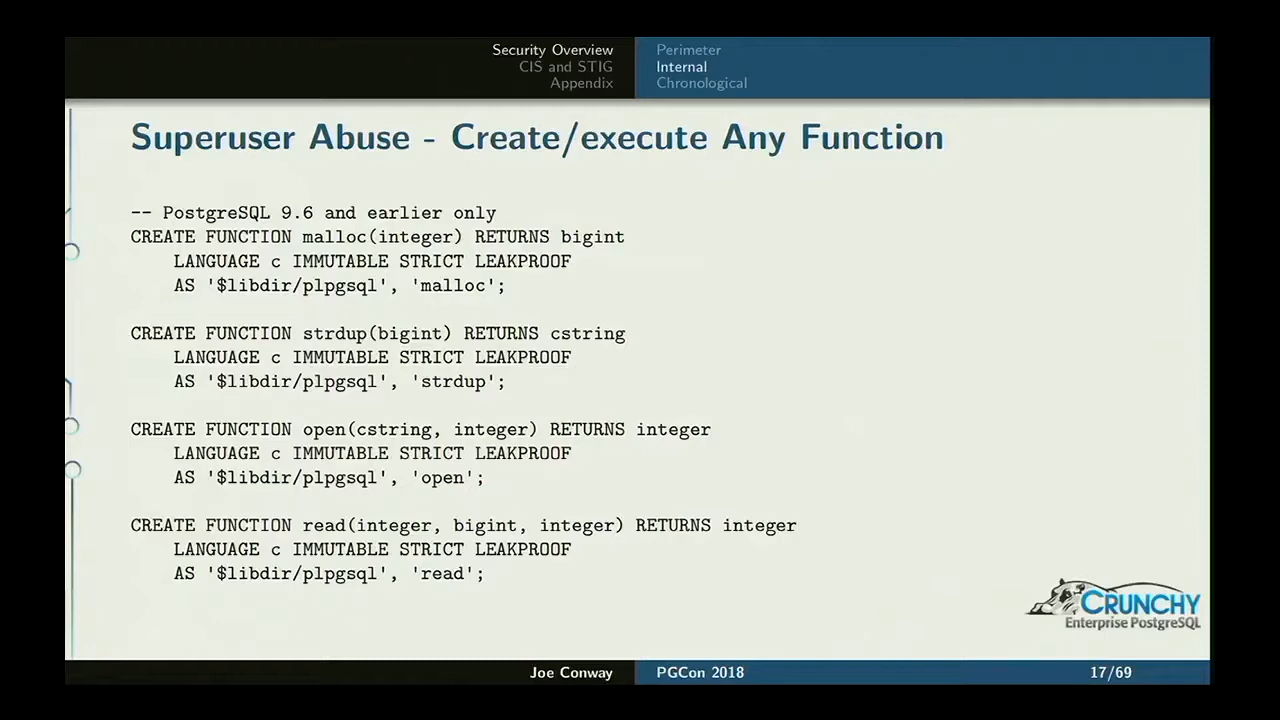 Security Overview
CIS and STIG
Appendix
Perimeter
Internal
Chronological
Superuser Abuse - Create/execute Any Function
-- PostgreSQL 9.6 and earlier only
CREATE FUNCTION malloc(integer) RETURNS bigint
    LANGUAGE c IMMUTABLE STRICT LEAKPROOF
    AS '$libdir/plpgsql', 'malloc';
CREATE FUNCTION strdup(bigint) RETURNS cstring
    LANGUAGE c IMMUTABLE STRICT LEAKPROOF
    AS '$libdir/plpgsql', 'strdup';
CREATE FUNCTION open(cstring, integer) RETURNS integer
    LANGUAGE c IMMUTABLE STRICT LEAKPROOF
    AS '$libdir/plpgsql', 'open';
CREATE FUNCTION read(integer, bigint, integer) RETURNS integer
    LANGUAGE c IMMUTABLE STRICT LEAKPROOF
    AS '$libdir/plpgsql', 'read';
CRUNCHY
Enterprise PostgreSQL
Joe Conway
PGCon 2018
17/69